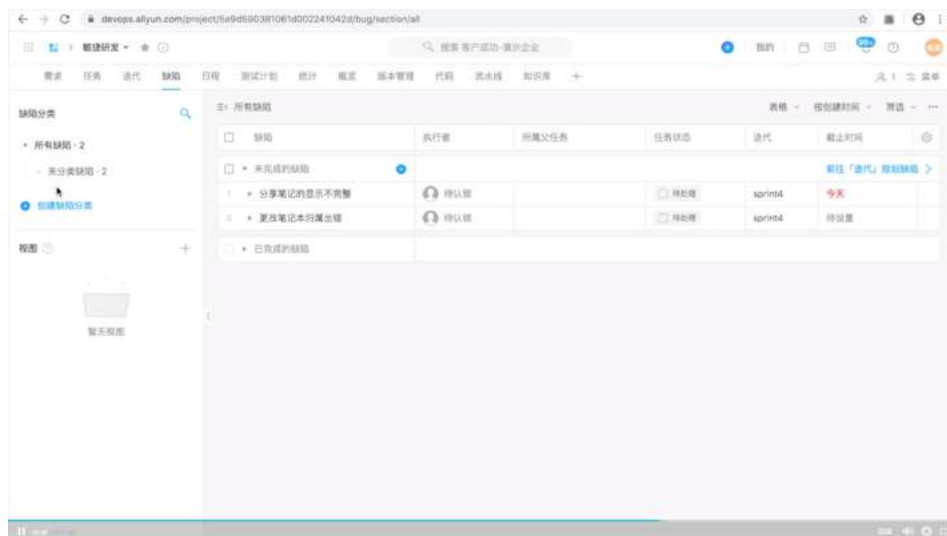 devops.aliyun.com/project/5e9d590381061d002241042d/bug/section/all
敏捷研发
搜索 客户成功-演示企业
我的
99+
需求 任务 迭代 缺陷 日程 测试计划 统计 概览 版本管理 代码 流水线 知识库
1 菜单
缺陷分类
所有缺陷
表格 按创建时间 筛选
所有缺陷 · 2
缺陷 执行者 所属父任务 任务状态 迭代 截止时间
未分类缺陷 · 2
未完成的缺陷
前往「迭代」规划缺陷
1 分享笔记的显示不完整 待认领 待处理 sprint4 今天
创建缺陷分类
2 更改笔记本归属出错 待认领 待处理 sprint4 待设置
视图
已完成的缺陷
暂无视图